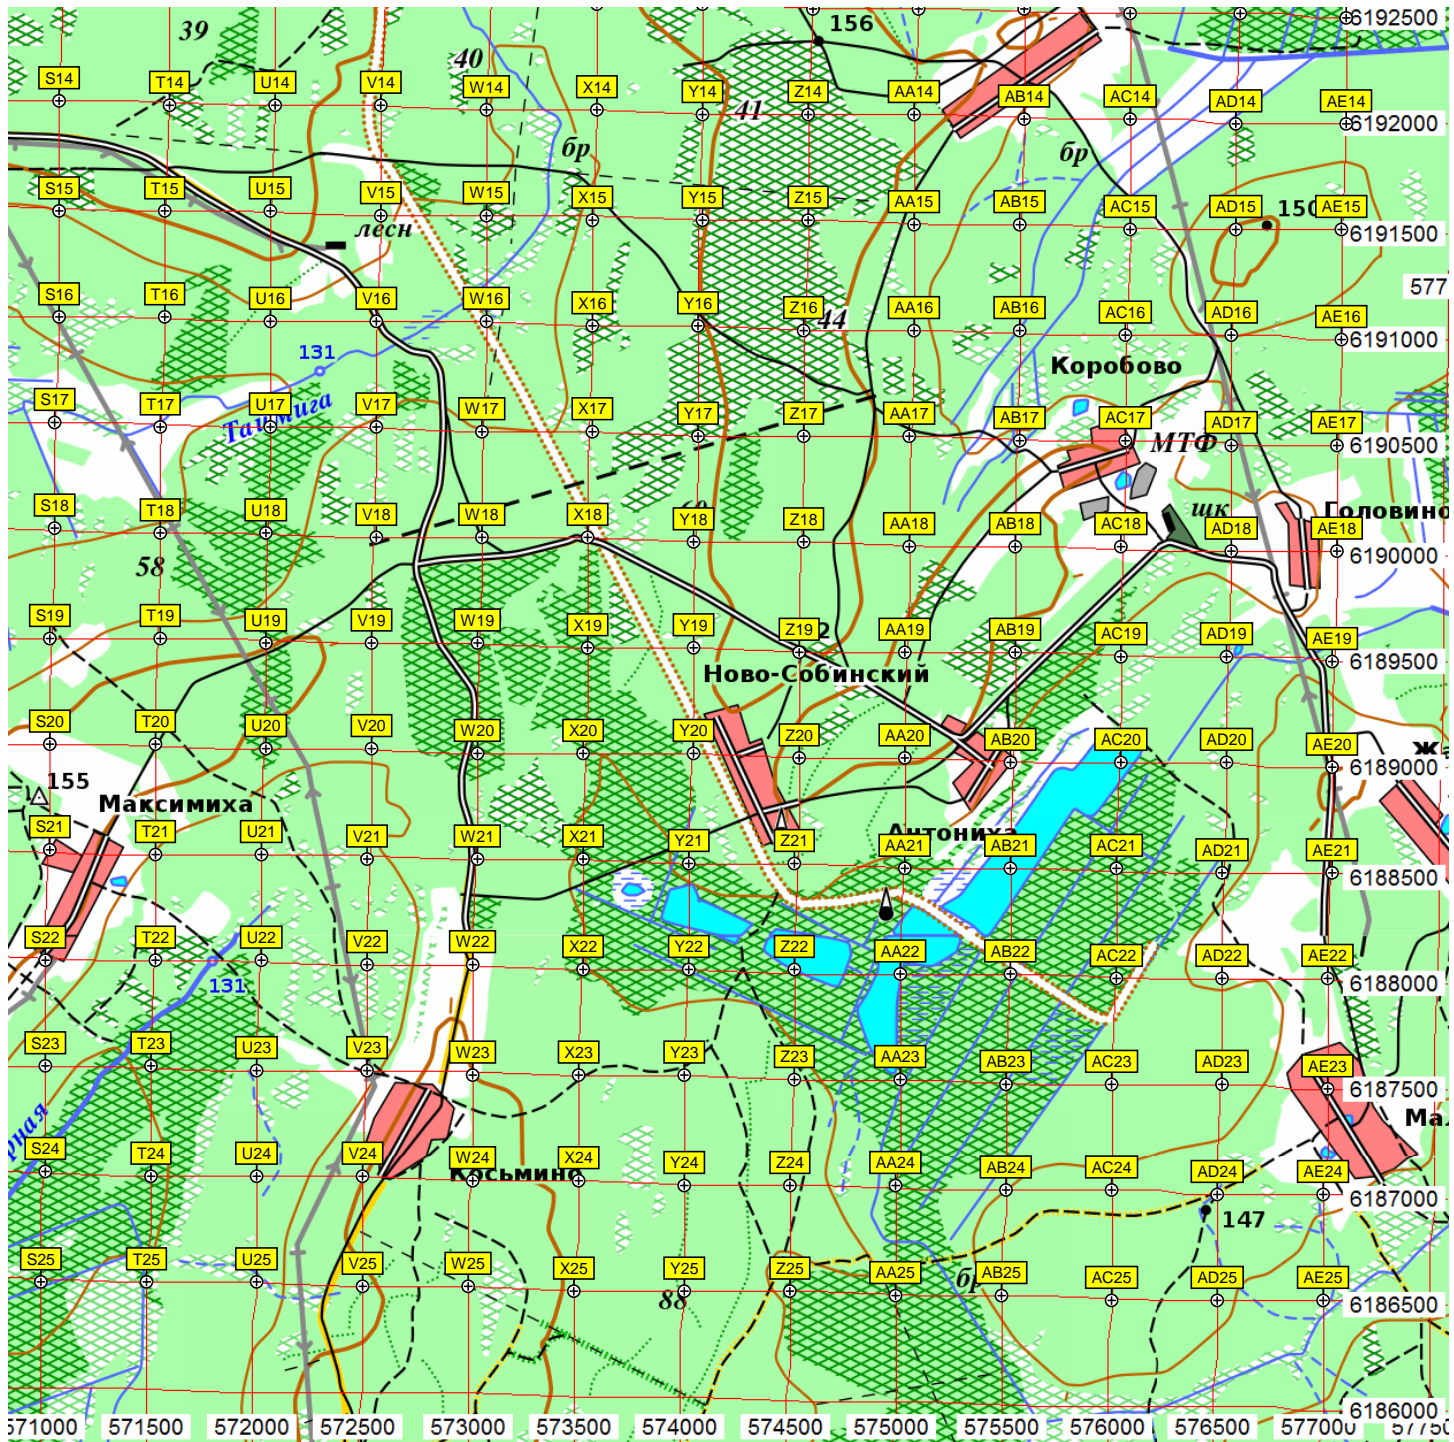 39 156 6192500
40
S14 T14 U14 V14 W14 X14 Y14 Z14 AA14 AB14 AC14 AD14 AE14
41 6192000
бр бр
S15 T15 U15 V15 W15 X15 Y15 Z15 AA15 AB15 AC15 AD15 AE15
лесн 150 6191500
577
S16 T16 U16 V16 W16 X16 Y16 Z16 AA16 AB16 AC16 AD16 AE16
44 6191000
131 Коробово
S17 T17 U17 V17 W17 X17 Y17 Z17 AA17 AB17 AC17 AD17 AE17
МТФ 6190500
шк Головино
S18 T18 U18 V18 W18 X18 Y18 Z18 AA18 AB18 AC18 AD18 AE18
58 6190000
S19 T19 U19 V19 W19 X19 Y19 Z19 AA19 AB19 AC19 AD19 AE19
Ново-Собинский 6189500
S20 T20 U20 V20 W20 X20 Y20 Z20 AA20 AB20 AC20 AD20 AE20
155 6189000
Максимиха Антониха
S21 T21 U21 V21 W21 X21 Y21 Z21 AA21 AB21 AC21 AD21 AE21
6188500
S22 T22 U22 V22 W22 X22 Y22 Z22 AA22 AB22 AC22 AD22 AE22
131 6188000
S23 T23 U23 V23 W23 X23 Y23 Z23 AA23 AB23 AC23 AD23 AE23
6187500
S24 T24 U24 V24 W24 X24 Y24 Z24 AA24 AB24 AC24 AD24 AE24
Косьмино 6187000
147
S25 T25 U25 V25 W25 X25 Y25 Z25 AA25 AB25 AC25 AD25 AE25
бр
88 6186500
6186000
571000 571500 572000 572500 573000 573500 574000 574500 575000 575500 576000 576500 577000